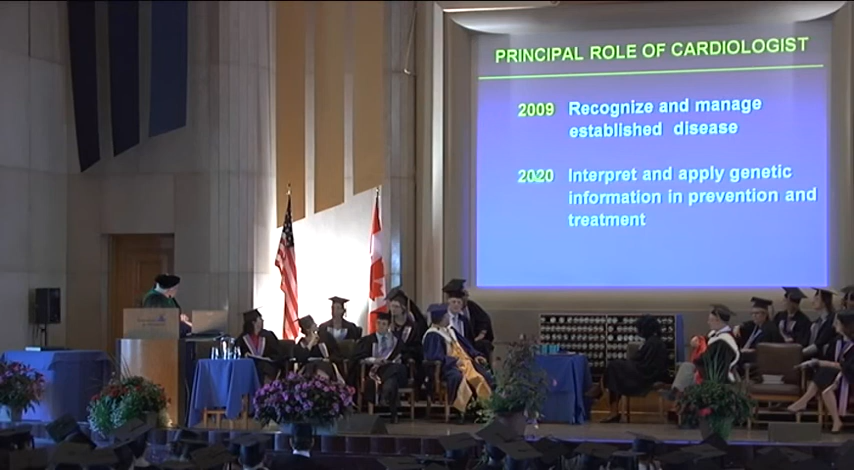 PRINCIPAL ROLE OF CARDIOLOGIST
2009 Recognize and manage
established disease
2020 Interpret and apply genetic
information in prevention and
treatment